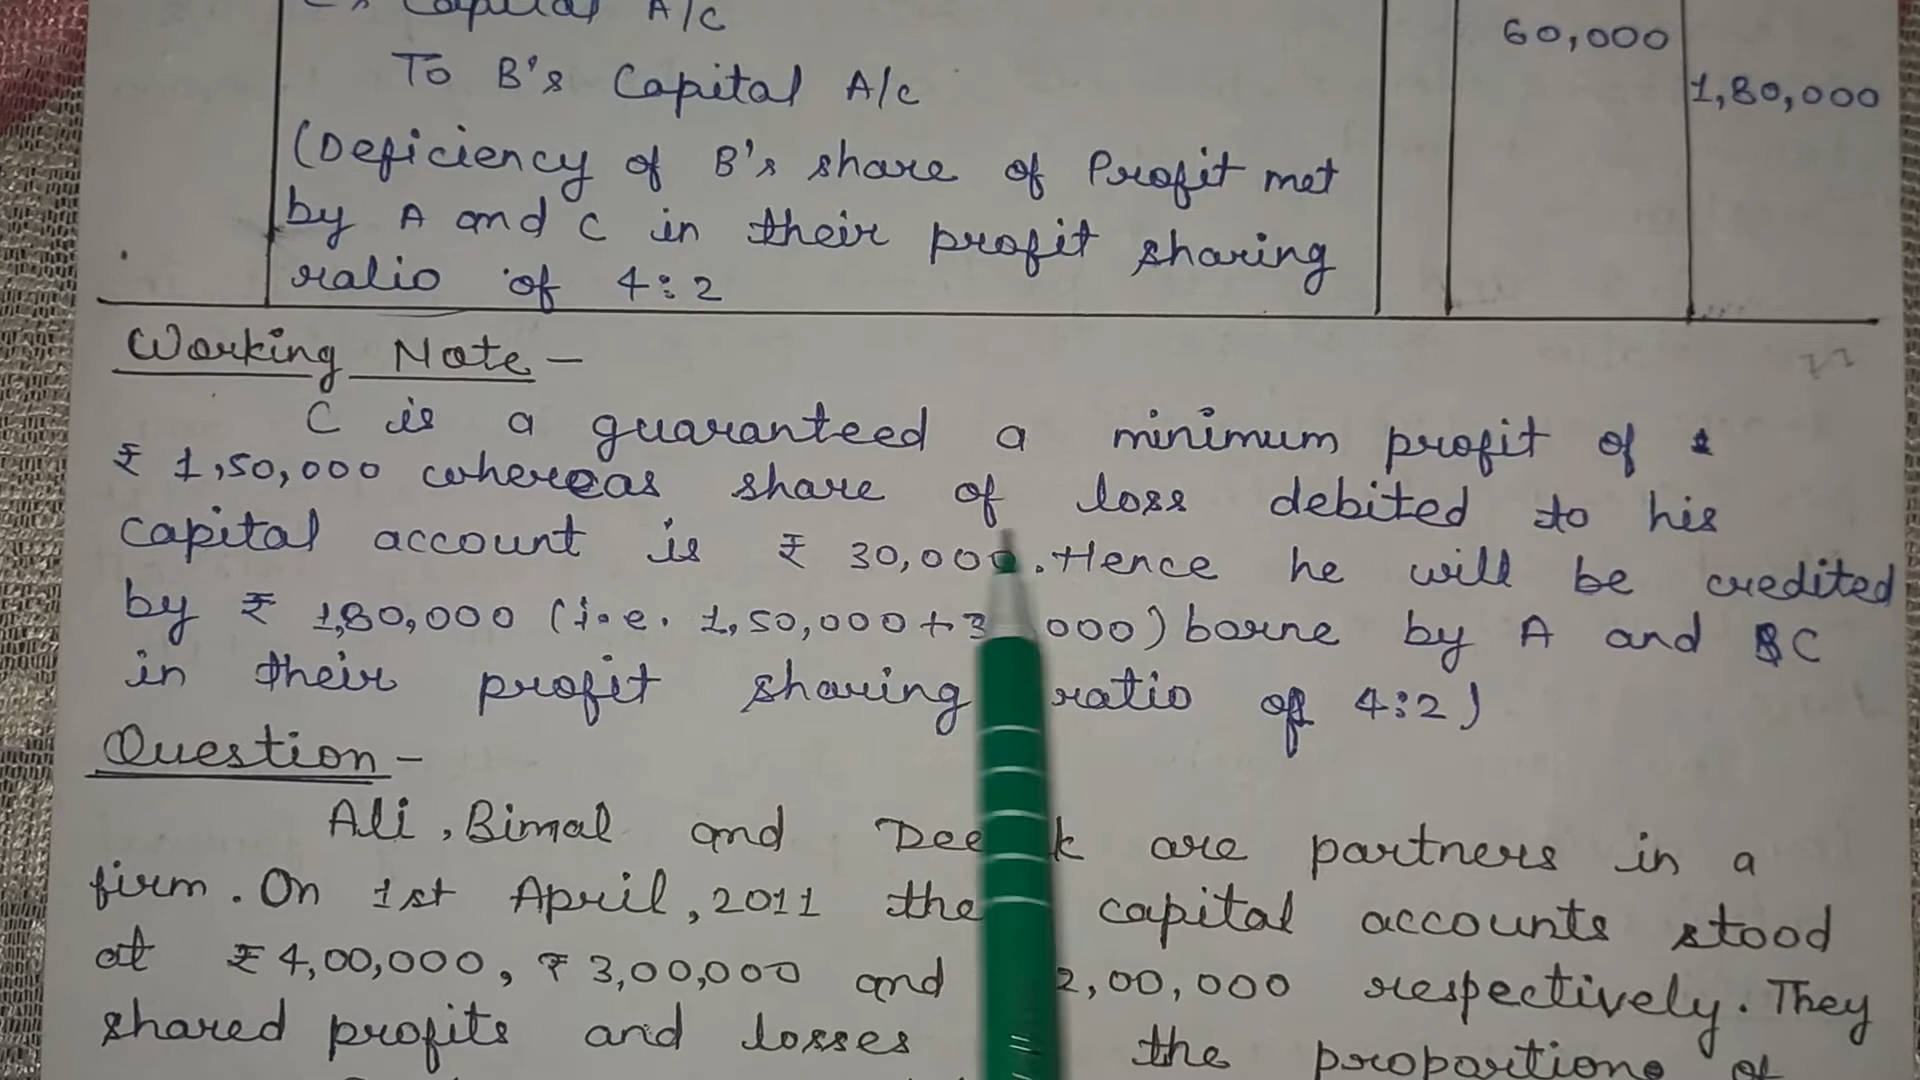 Capital A/c
60,000
To B's Capital A/c
1,80,000
(Deficiency of B's share of Profit met
by A and C in their profit sharing
ratio of 4:2
Working Note -
C is a guaranteed a minimum profit of
₹ 1,50,000 whereas share of loss debited to his
capital account is ₹ 30,000. Hence he will be credited
by ₹ 1,80,000 (i.e. 1,50,000 + 3 000) borne by A and C
in their profit sharing ratio of 4:2)
Question -
Ali, Bimal and are partners in a
firm. On 1st April, 2011 the capital accounts stood
at ₹ 4,00,000, ₹ 3,00,000 and 2,00,000 respectively. They
shared profits and losses the proportions of